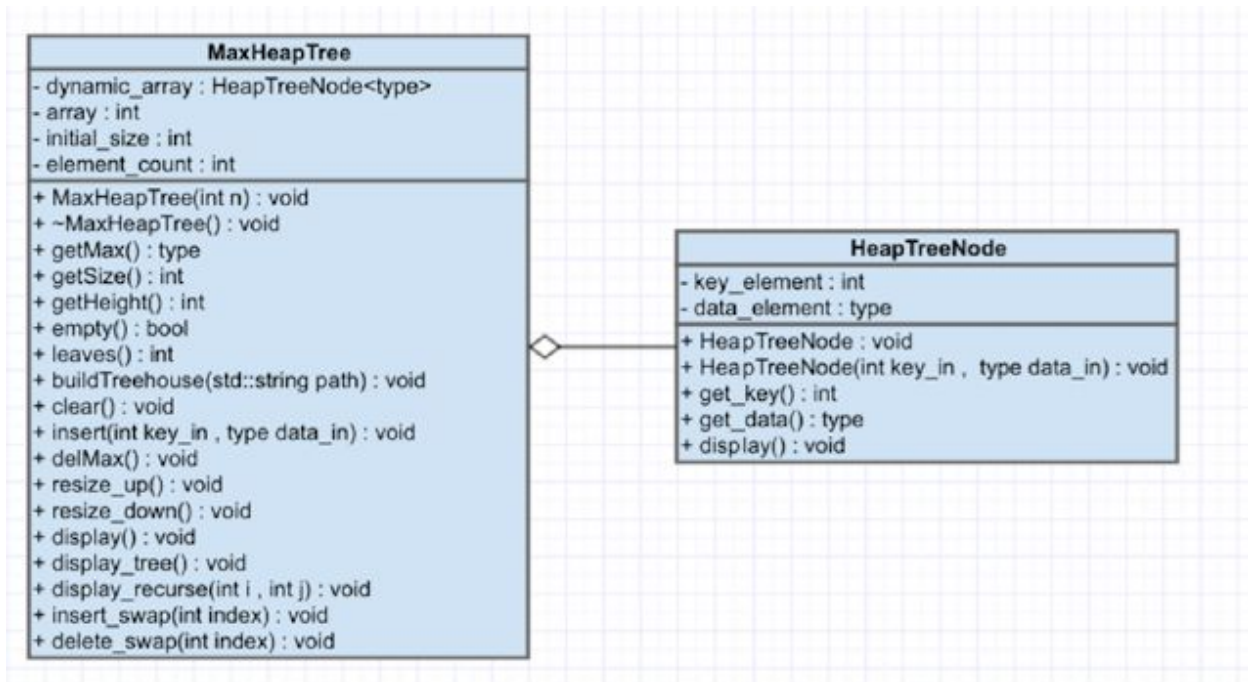 MaxHeapTree
- dynamic_array : HeapTreeNode<type>
- array : int
- initial_size : int
- element_count : int
+ MaxHeapTree(int n) : void
+ ~MaxHeapTree() : void
+ getMax() : type
+ getSize() : int
+ getHeight() : int
+ empty() : bool
+ leaves() : int
+ buildTreehouse(std::string path) : void
+ clear() : void
+ insert(int key_in , type data_in) : void
+ delMax() : void
+ resize_up() : void
+ resize_down() : void
+ display() : void
+ display_tree() : void
+ display_recurse(int i , int j) : void
+ insert_swap(int index) : void
+ delete_swap(int index) : void
HeapTreeNode
- key_element : int
- data_element : type
+ HeapTreeNode : void
+ HeapTreeNode(int key_in , type data_in) : void
+ get_key() : int
+ get_data() : type
+ display() : void